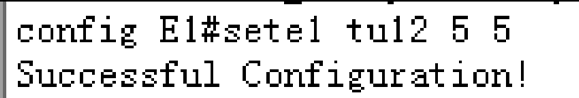 config E1#sete1 tu12 5 5
Successful Configuration!